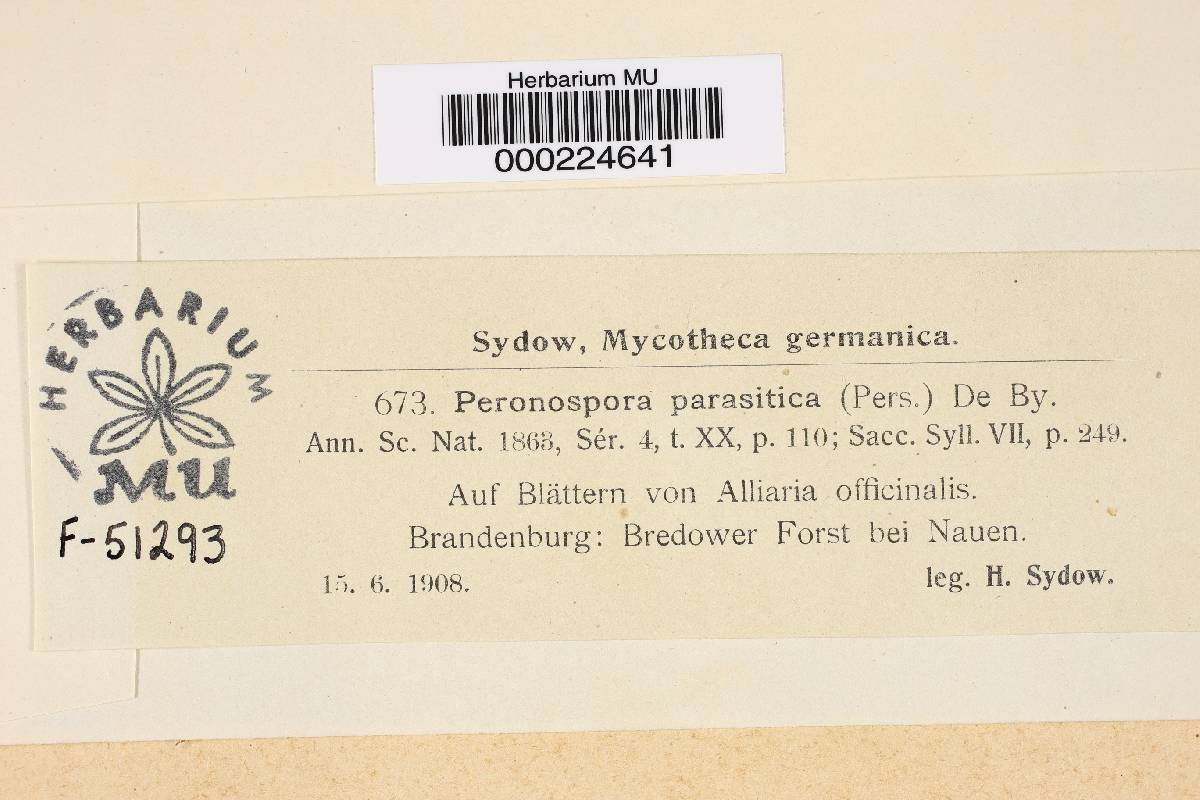 Herbarium MU
000224641
HERBARIUM
MU
F-51293
Sydow, Mycotheca germanica.
673. Peronospora parasitica (Pers.) De By.
Ann. Sc. Nat. 1863, Sér. 4, t. XX, p. 110; Sacc. Syll. VII, p. 249.
Auf Blättern von Alliaria officinalis.
Brandenburg: Bredower Forst bei Nauen.
15. 6. 1908.
leg. H. Sydow.